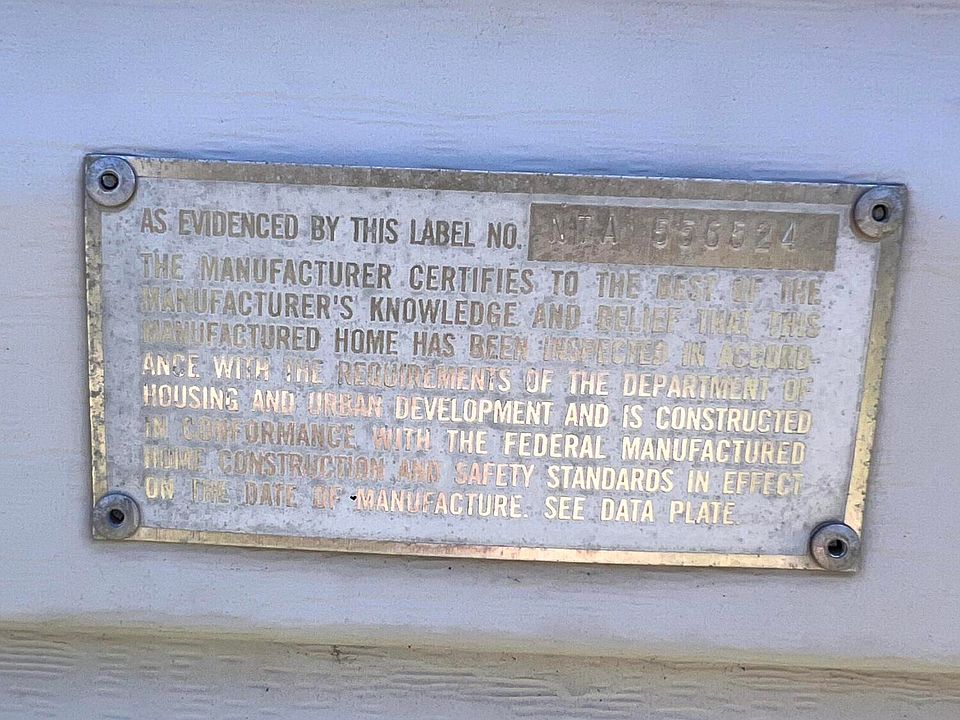 AS EVIDENCED BY THIS LABEL NO. NTA 556524
THE MANUFACTURER CERTIFIES TO THE BEST OF THE
MANUFACTURER'S KNOWLEDGE AND BELIEF THAT THIS
MANUFACTURED HOME HAS BEEN INSPECTED IN ACCORD-
ANCE WITH THE REQUIREMENTS OF THE DEPARTMENT OF
HOUSING AND URBAN DEVELOPMENT AND IS CONSTRUCTED
IN CONFORMANCE WITH THE FEDERAL MANUFACTURED
HOME CONSTRUCTION AND SAFETY STANDARDS IN EFFECT
ON THE DATE OF MANUFACTURE. SEE DATA PLATE.